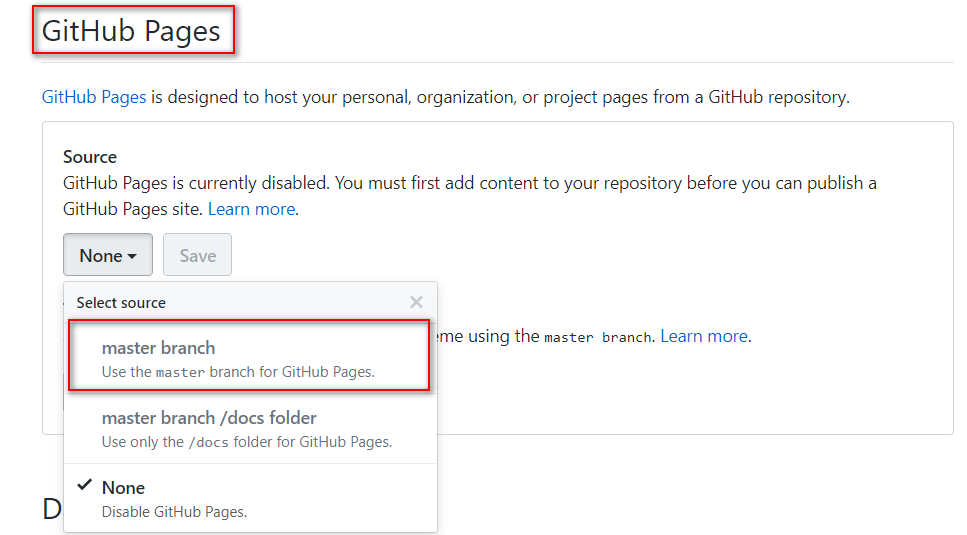 GitHub Pages
GitHub Pages is designed to host your personal, organization, or project pages from a GitHub repository.
Source
GitHub Pages is currently disabled. You must first add content to your repository before you can publish a
GitHub Pages site. Learn more.
None
Save
Select source
eme using the master branch. Learn more.
master branch
Use the master branch for GitHub Pages.
master branch /docs folder
Use only the /docs folder for GitHub Pages.
None
Disable GitHub Pages.
D